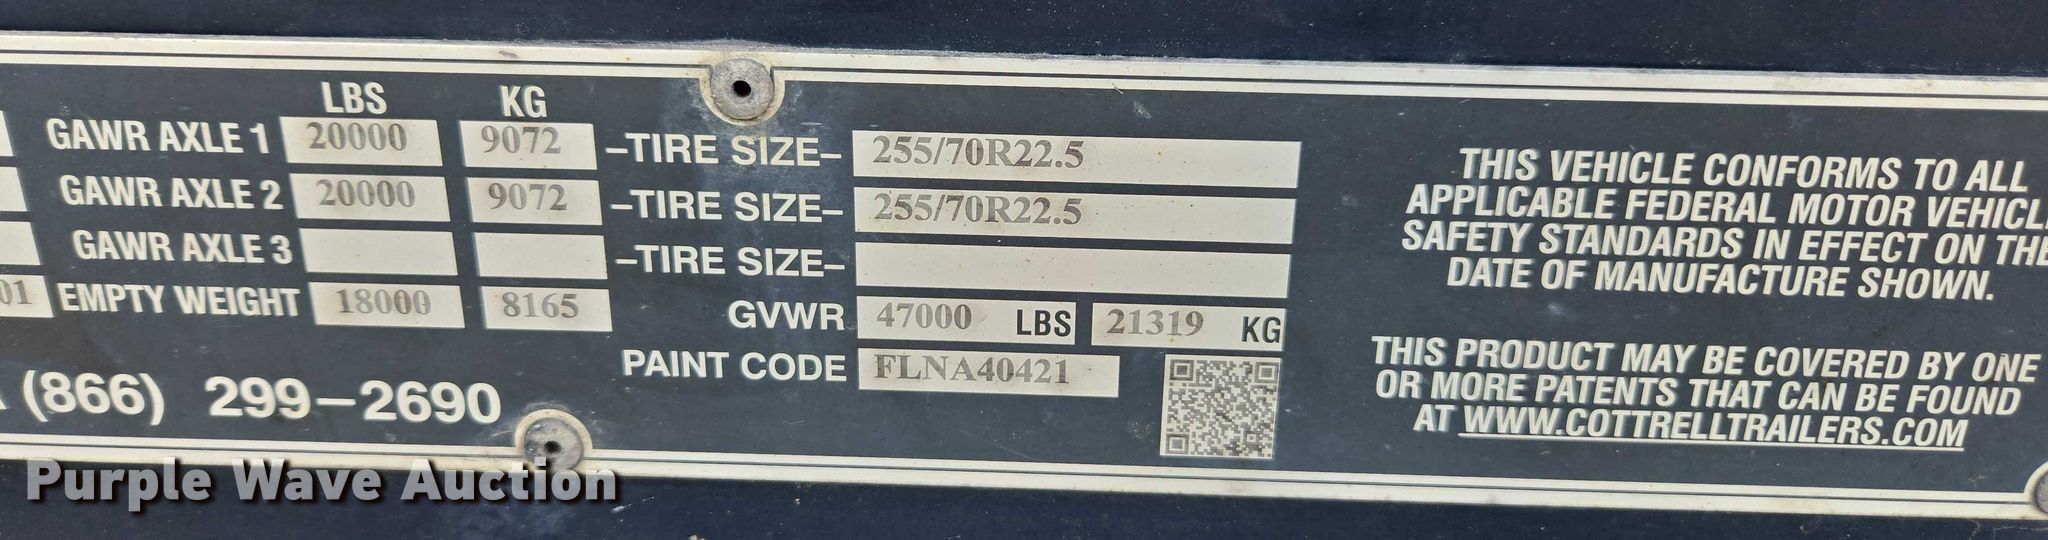 LBS KG
GAWR AXLE 1 20000 9072 –TIRE SIZE– 255/70R22.5
GAWR AXLE 2 20000 9072 –TIRE SIZE– 255/70R22.5
GAWR AXLE 3 –TIRE SIZE–
01 EMPTY WEIGHT 18000 8165 GVWR 47000 LBS 21319 KG
PAINT CODE FLNA40421
(866) 299–2690
THIS VEHICLE CONFORMS TO ALL
APPLICABLE FEDERAL MOTOR VEHICL
SAFETY STANDARDS IN EFFECT ON THE
DATE OF MANUFACTURE SHOWN.
THIS PRODUCT MAY BE COVERED BY ONE
OR MORE PATENTS THAT CAN BE FOUND
AT WWW.COTTRELLTRAILERS.COM
Purple Wave Auction